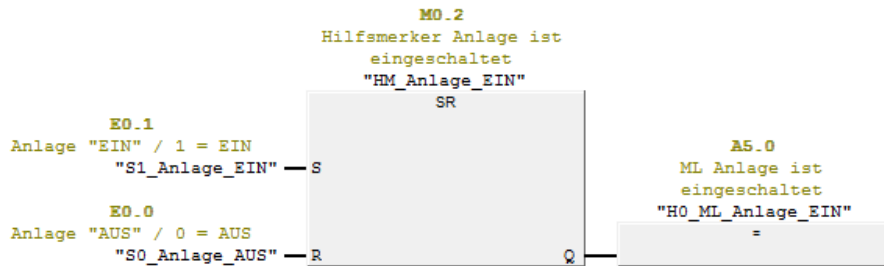 M0.2
Hilfsmerker Anlage ist
eingeschaltet
"HM_Anlage_EIN"
SR
E0.1
Anlage "EIN" / 1 = EIN
"S1_Anlage_EIN"
S
E0.0
Anlage "AUS" / 0 = AUS
"S0_Anlage_AUS"
R
Q
A5.0
ML Anlage ist
eingeschaltet
"H0_ML_Anlage_EIN"
=